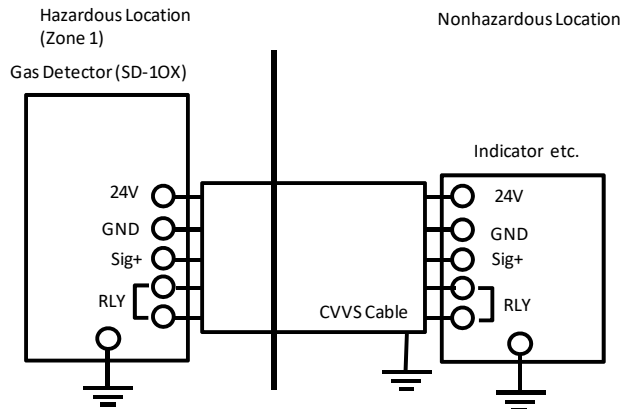 Hazardous Location
(Zone 1)
Nonhazardous Location
Gas Detector (SD-1OX)
Indicator etc.
24V
GND
Sig+
RLY
CVVS Cable
24V
GND
Sig+
RLY